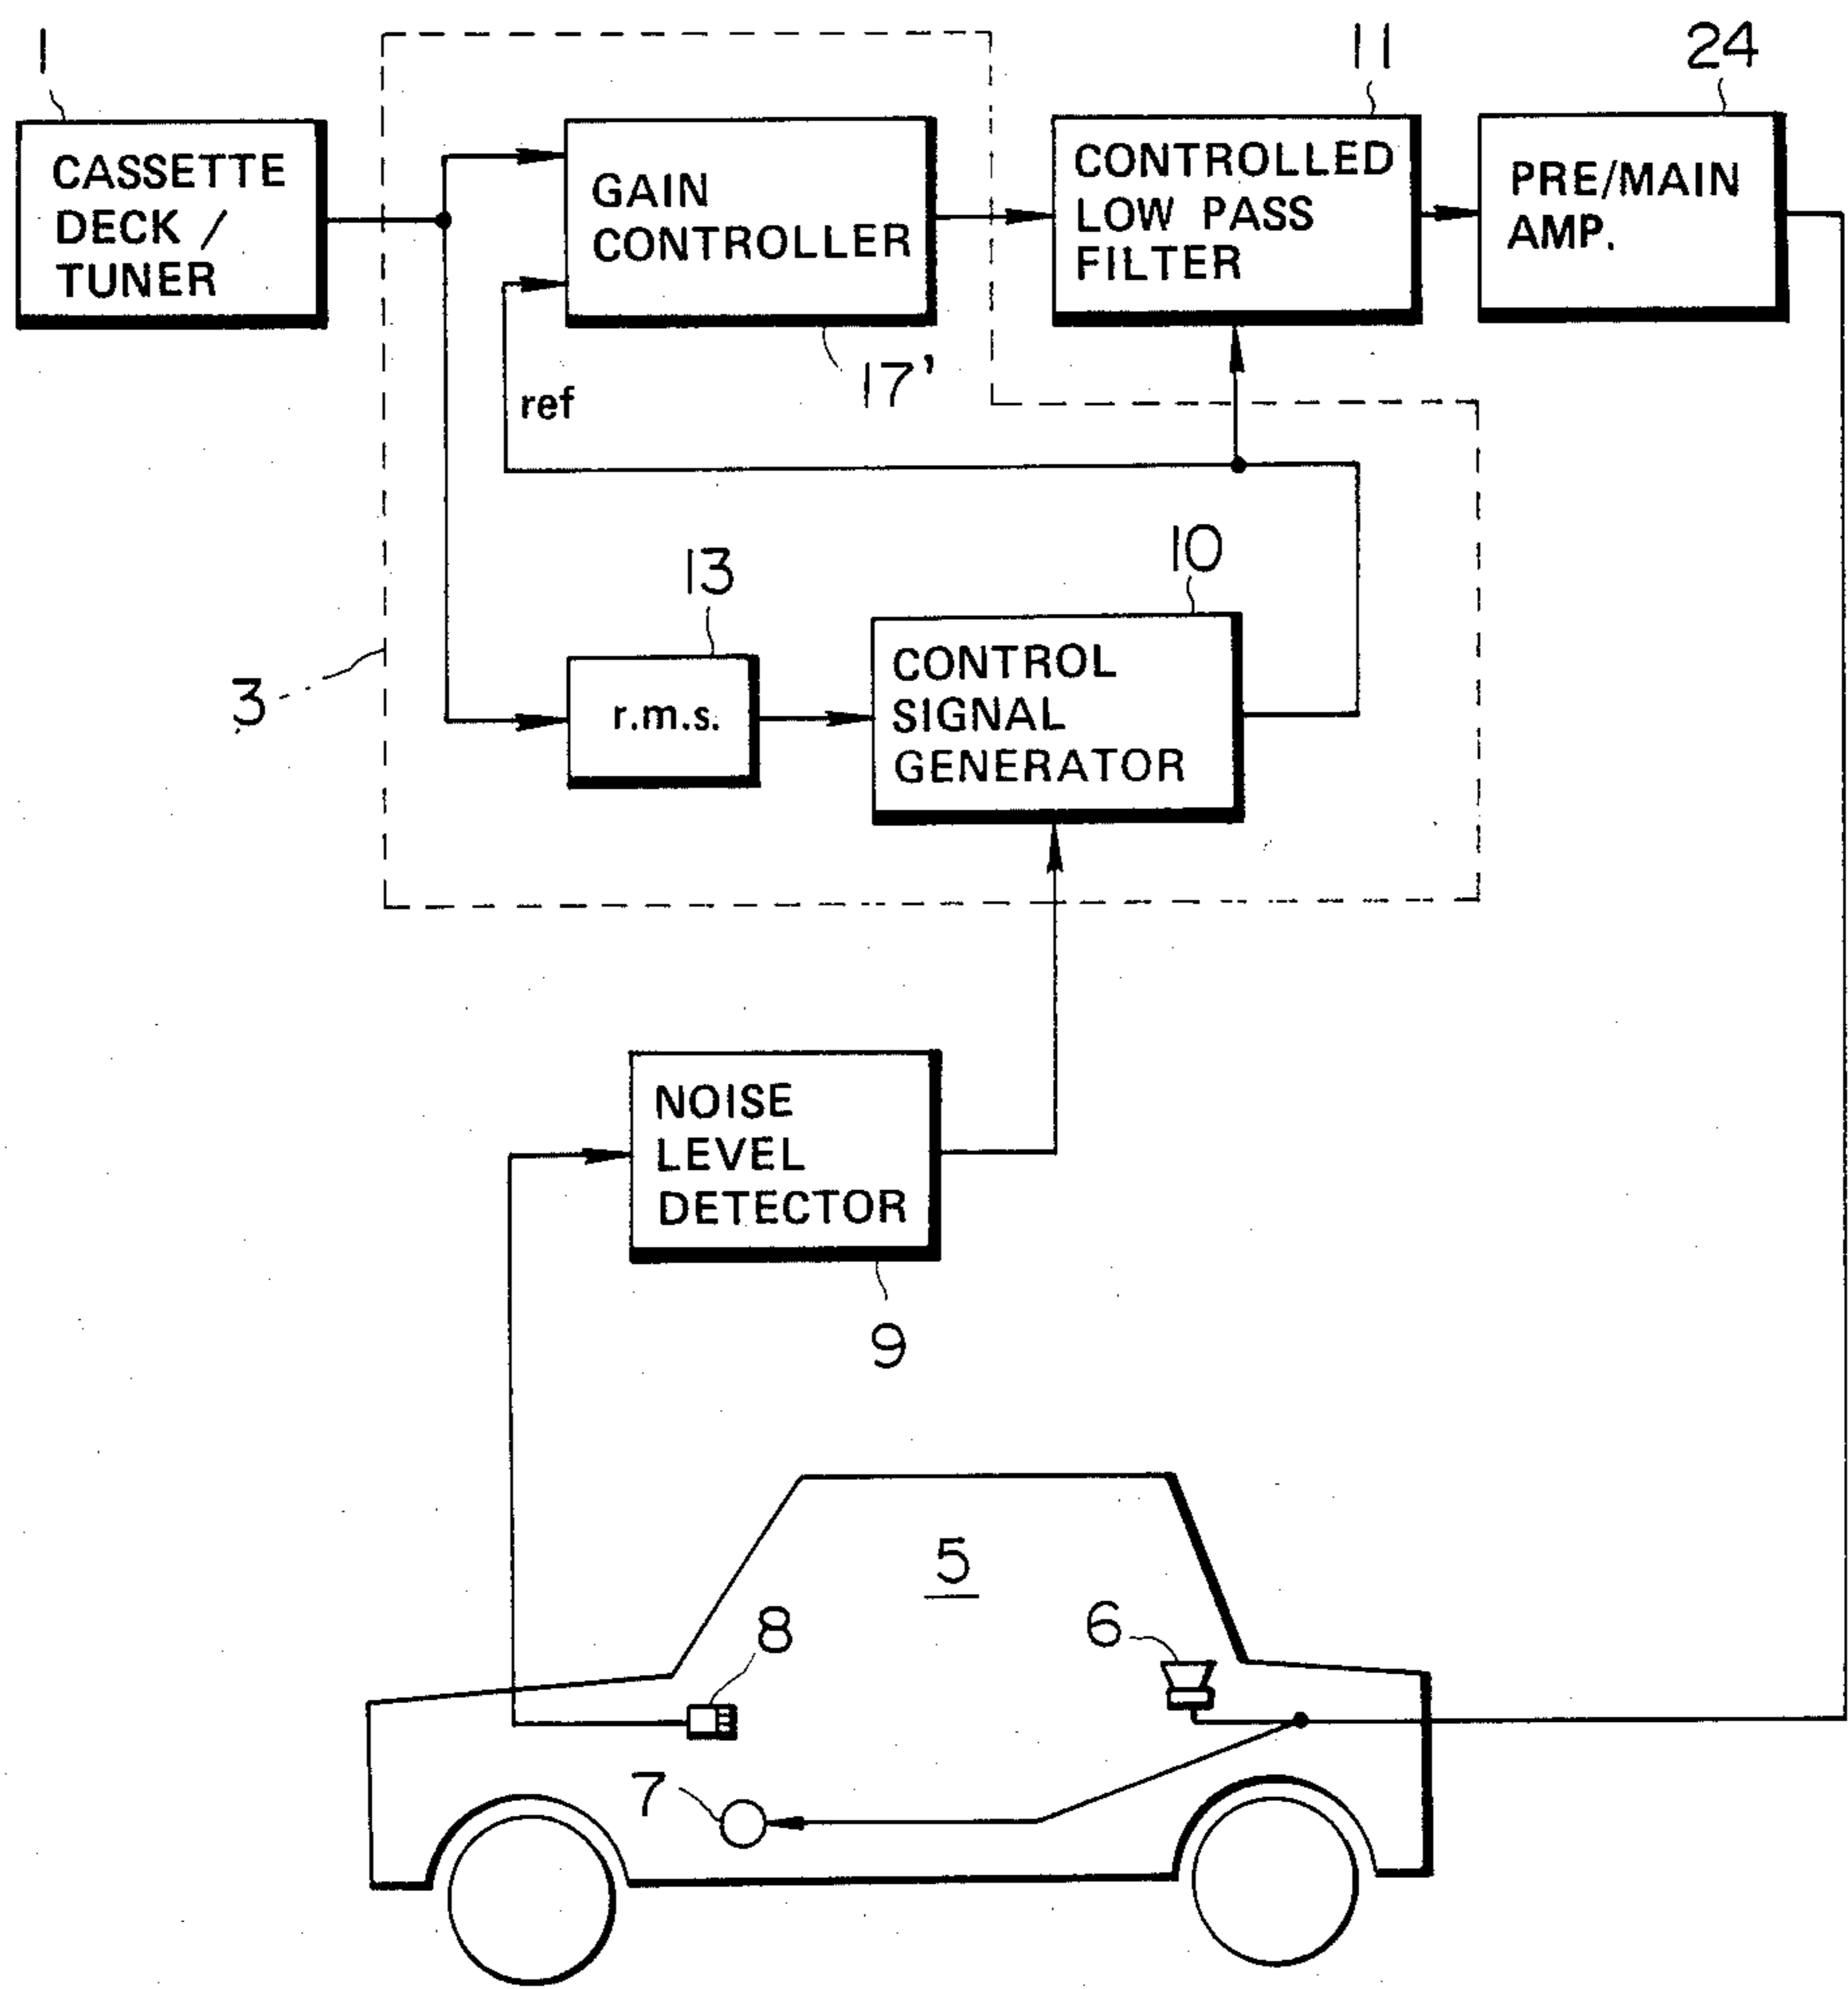 1
11
24
CASSETTE
DECK /
TUNER
GAIN
CONTROLLER
CONTROLLED
LOW PASS
FILTER
PRE/MAIN
AMP.
17'
ref
13
10
3
r.m.s.
CONTROL
SIGNAL
GENERATOR
NOISE
LEVEL
DETECTOR
9
5
8
6
7